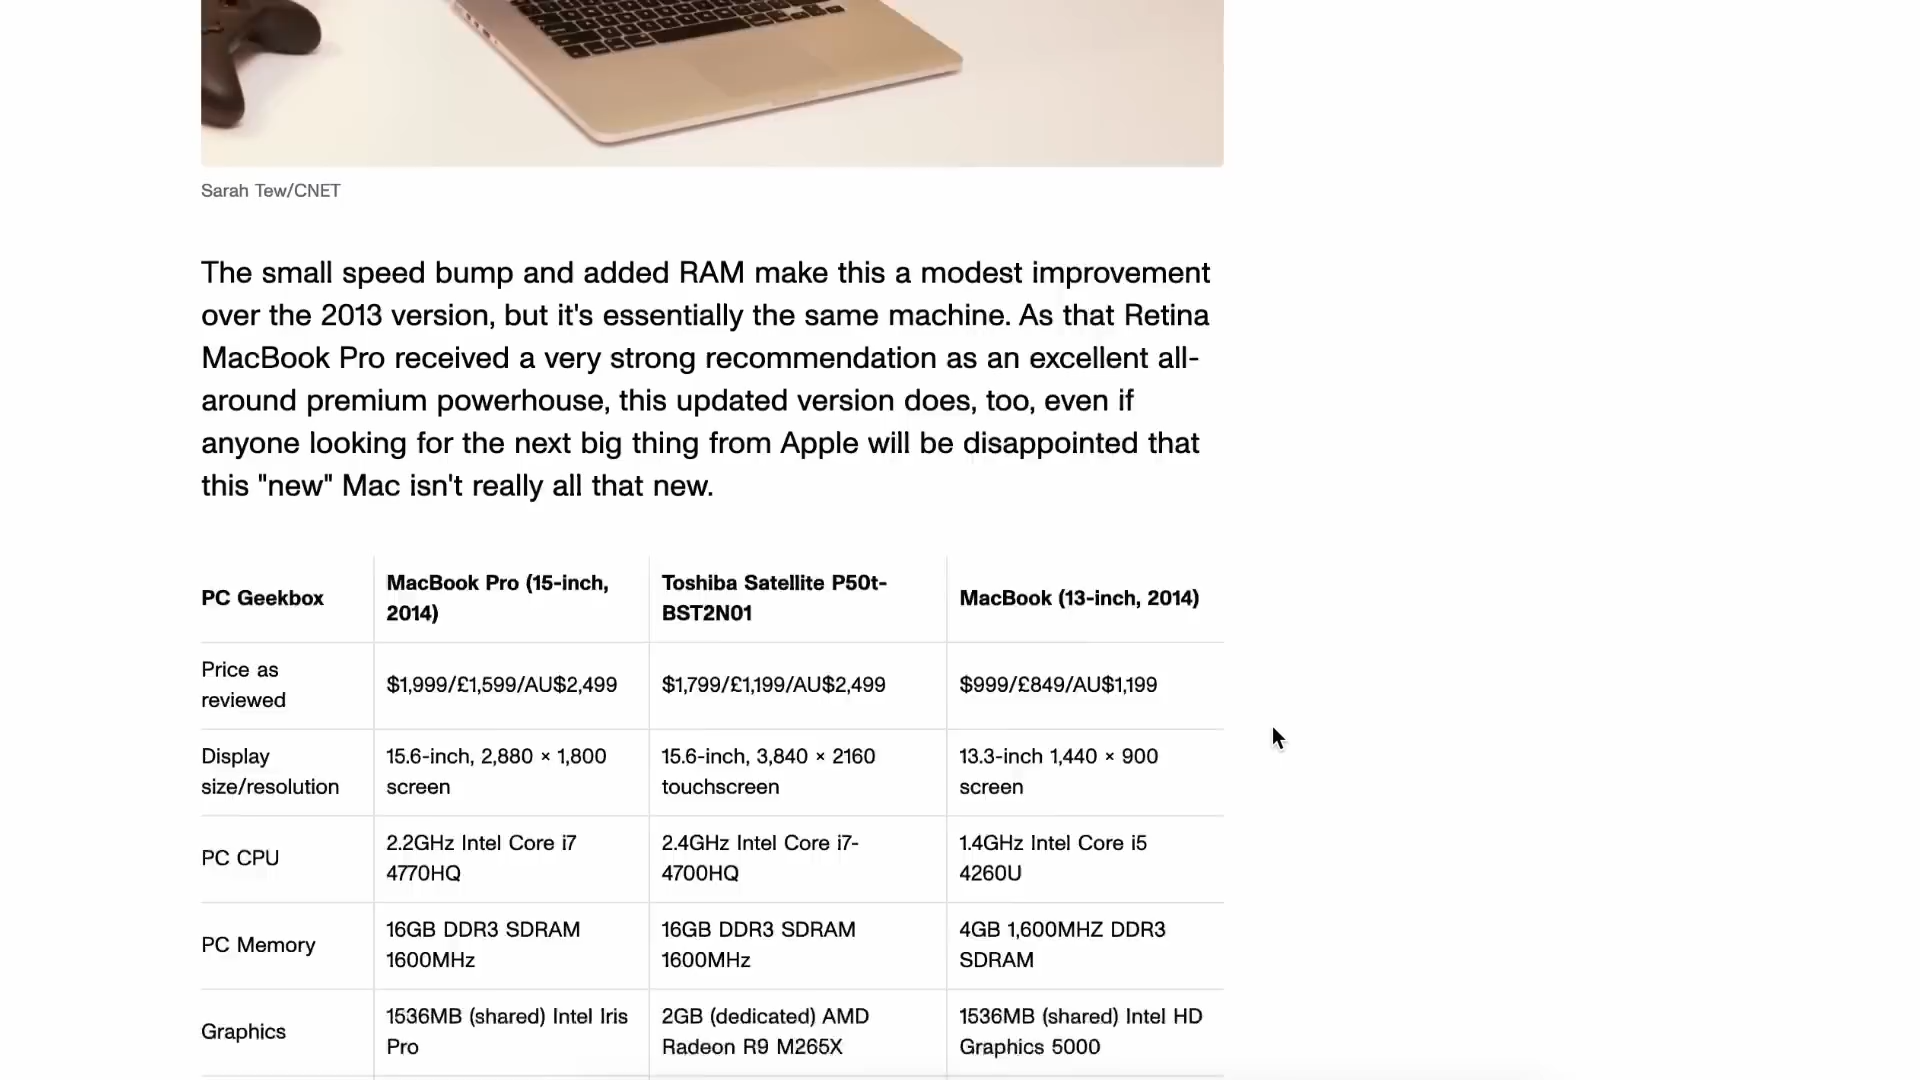 Sarah Tew/CNET
The small speed bump and added RAM make this a modest improvement
over the 2013 version, but it's essentially the same machine. As that Retina
MacBook Pro received a very strong recommendation as an excellent all-
around premium powerhouse, this updated version does, too, even if
anyone looking for the next big thing from Apple will be disappointed that
this "new" Mac isn't really all that new.
PC Geekbox
MacBook Pro (15-inch,
2014)
Toshiba Satellite P50t-
BST2N01
MacBook (13-inch, 2014)
Price as
reviewed
$1,999/£1,599/AU$2,499
$1,799/£1,199/AU$2,499
$999/£849/AU$1,199
Display
size/resolution
15.6-inch, 2,880 × 1,800
screen
15.6-inch, 3,840 × 2160
touchscreen
13.3-inch 1,440 × 900
screen
PC CPU
2.2GHz Intel Core i7
4770HQ
2.4GHz Intel Core i7-
4700HQ
1.4GHz Intel Core i5
4260U
PC Memory
16GB DDR3 SDRAM
1600MHz
16GB DDR3 SDRAM
1600MHz
4GB 1,600MHZ DDR3
SDRAM
Graphics
1536MB (shared) Intel Iris
Pro
2GB (dedicated) AMD
Radeon R9 M265X
1536MB (shared) Intel HD
Graphics 5000